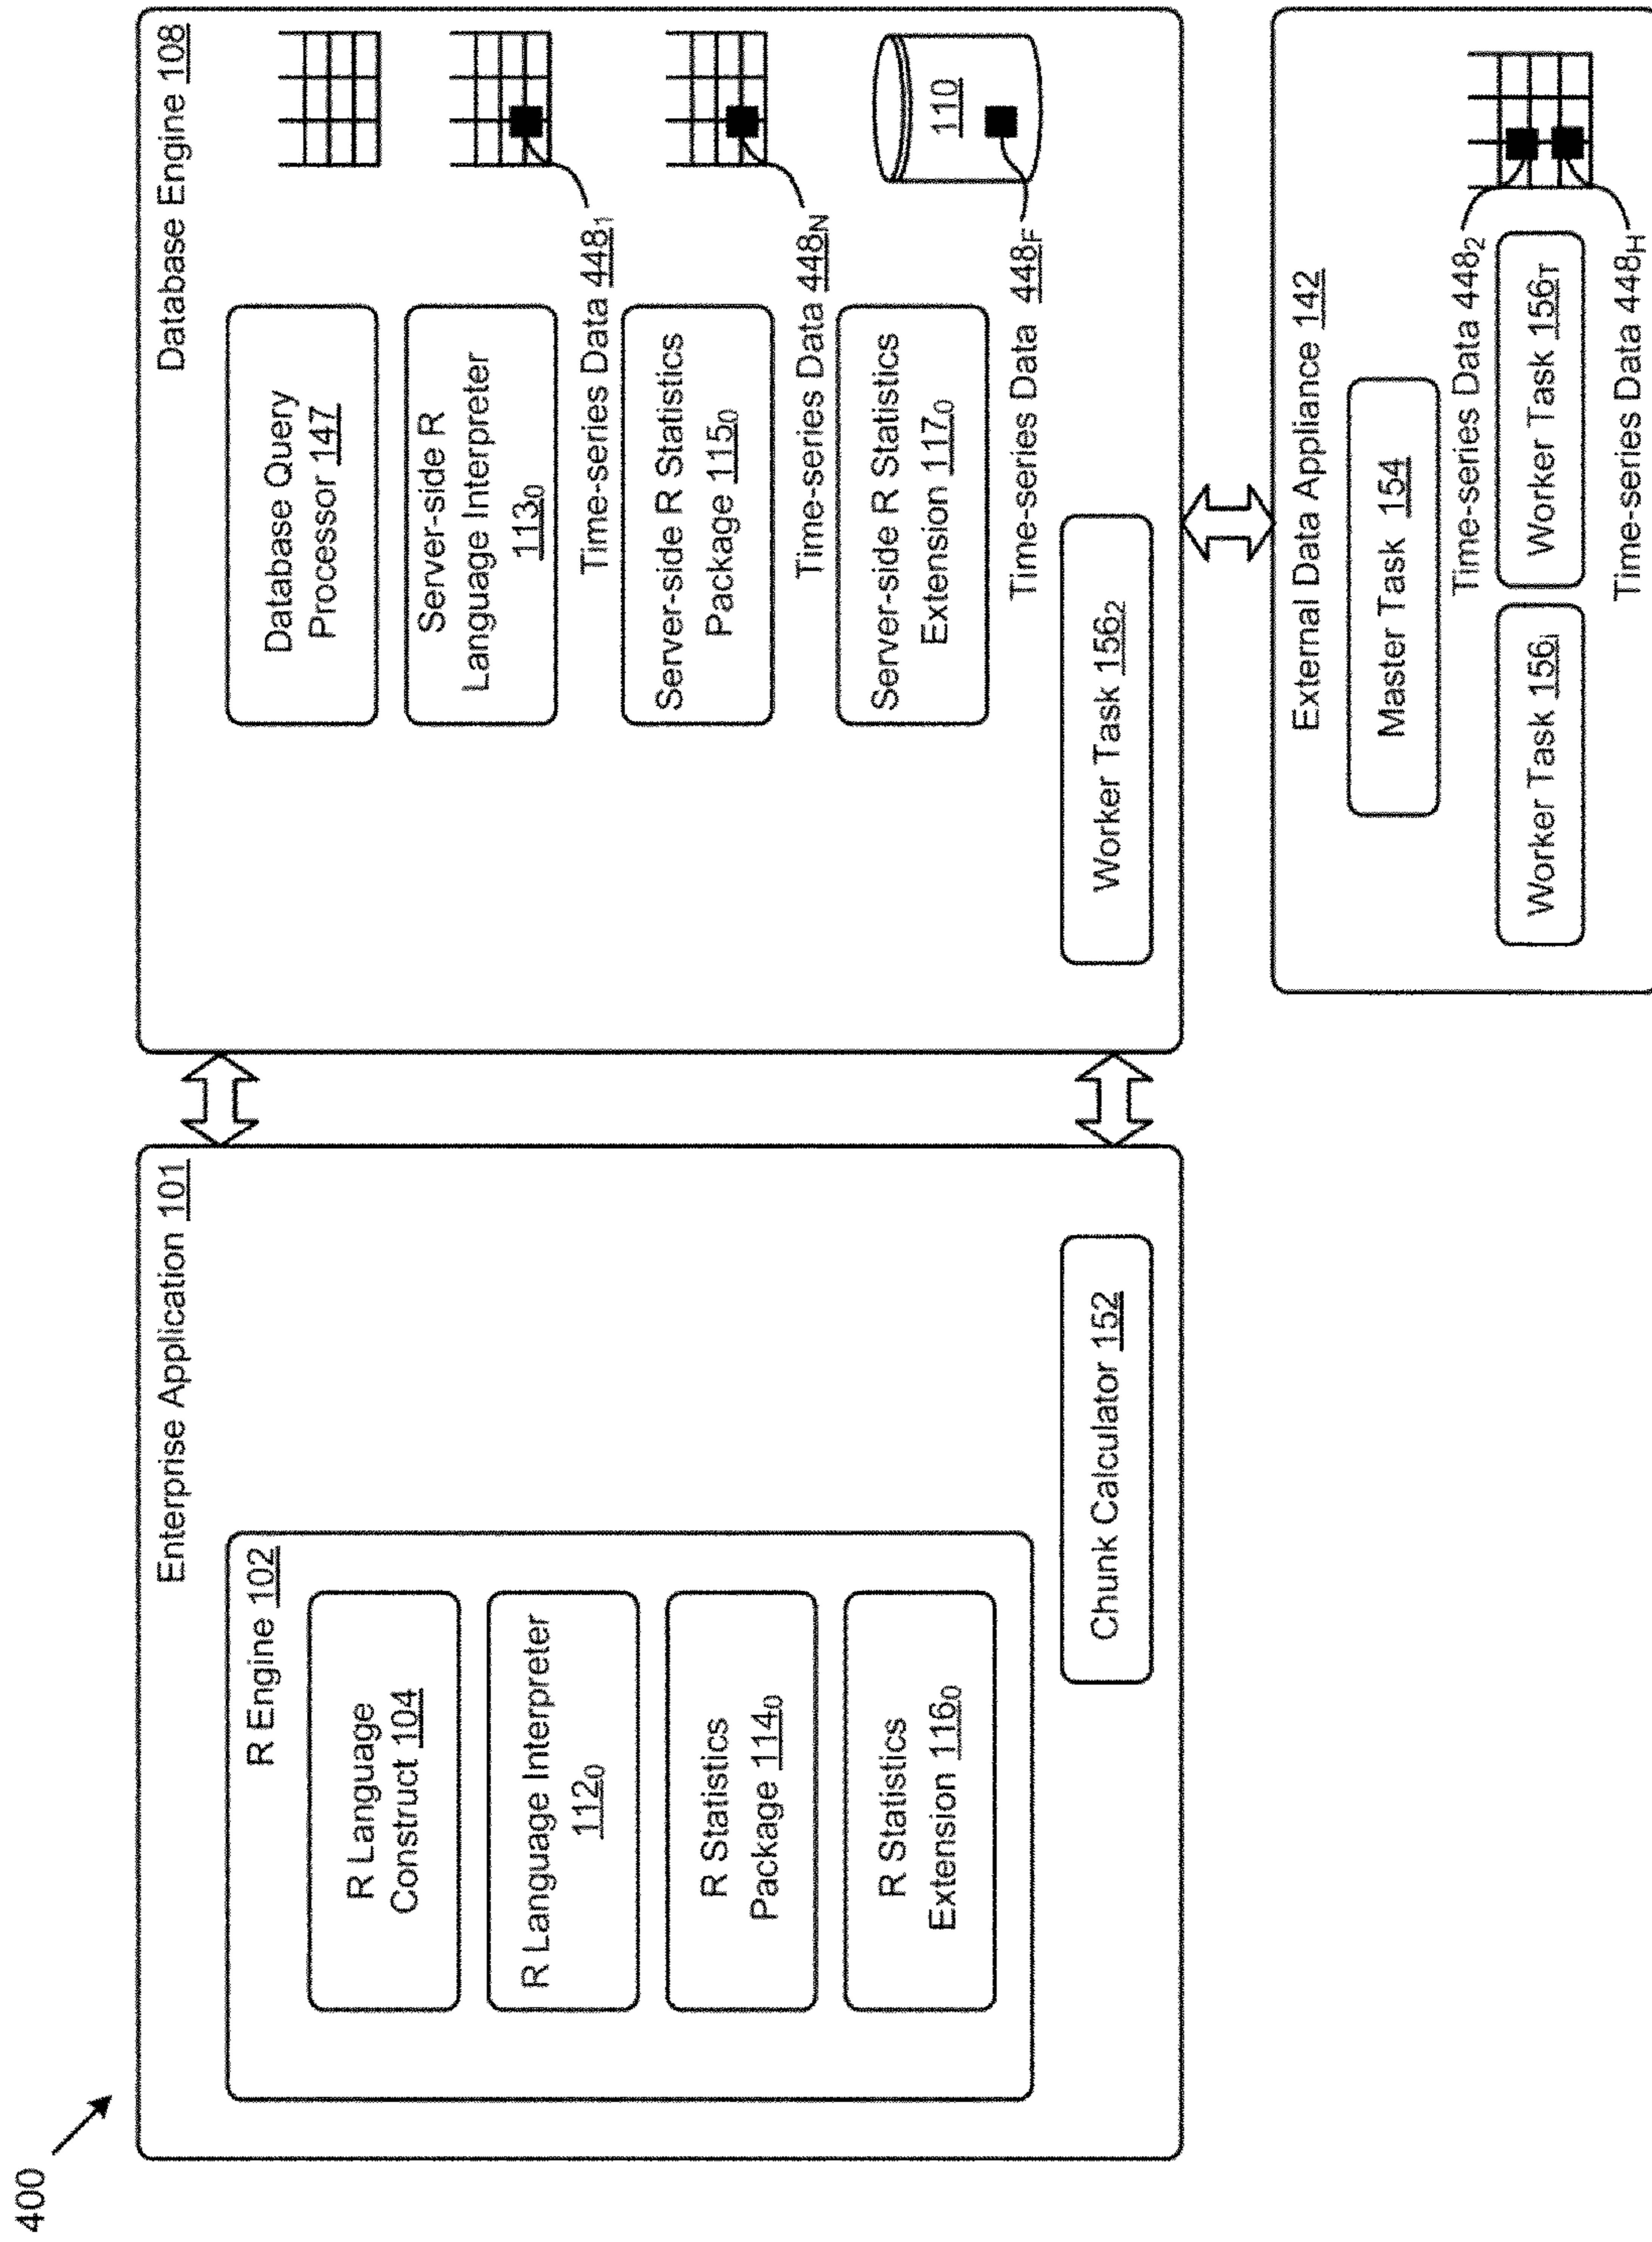 400
Enterprise Application 101
R Engine 102
R Language
Construct 104
R Language Interpreter
112₀
R Statistics
Package 114₀
R Statistics
Extension 116₀
Chunk Calculator 152
Database Engine 108
Database Query
Processor 147
Server-side R
Language Interpreter
113₀
Time-series Data 448₁
Server-side R Statistics
Package 115₀
Time-series Data 448N
Server-side R Statistics
Extension 117₀
110
Time-series Data 448F
Worker Task 156₂
External Data Appliance 142
Master Task 154
Time-series Data 448₂
Worker Task 156ᵢ
Worker Task 156T
Time-series Data 448H